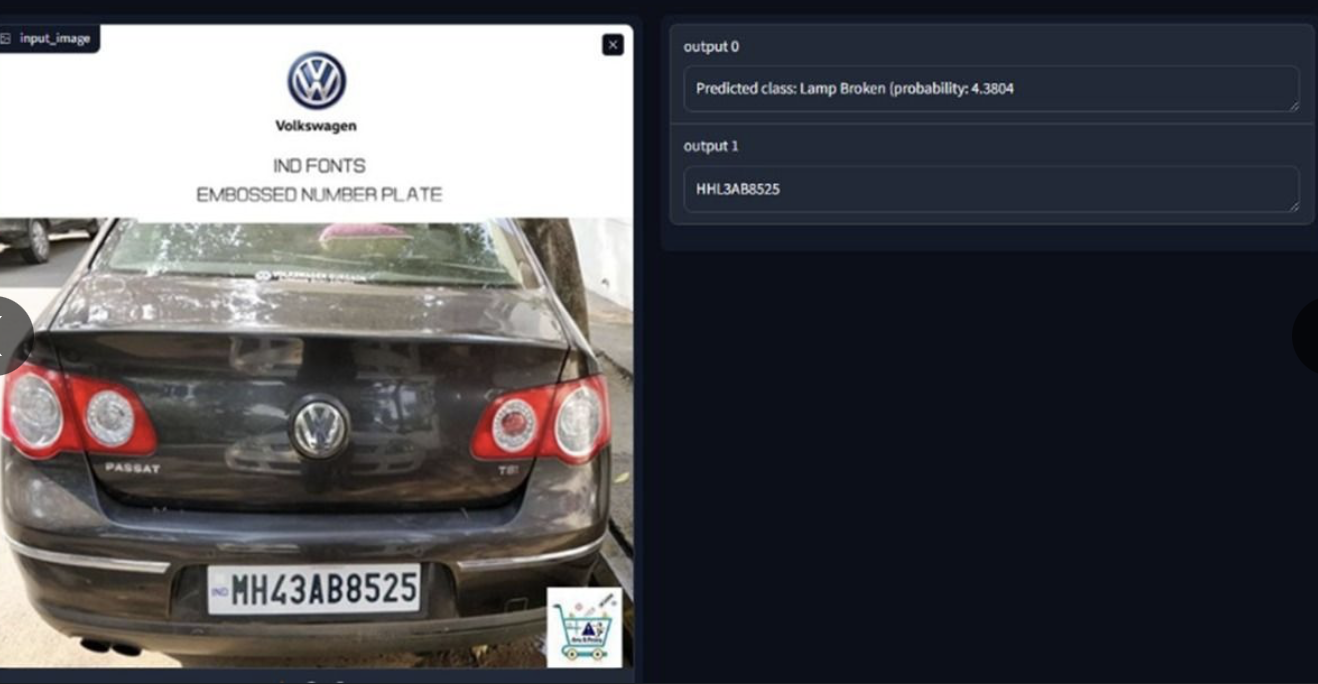 input_image
Volkswagen
IND FONTS
EMBOSSED NUMBER PLATE
PASSAT
TSI
IND MH43AB8525
output 0
Predicted class: Lamp Broken (probability: 4.3804
output 1
HHL3AB8525